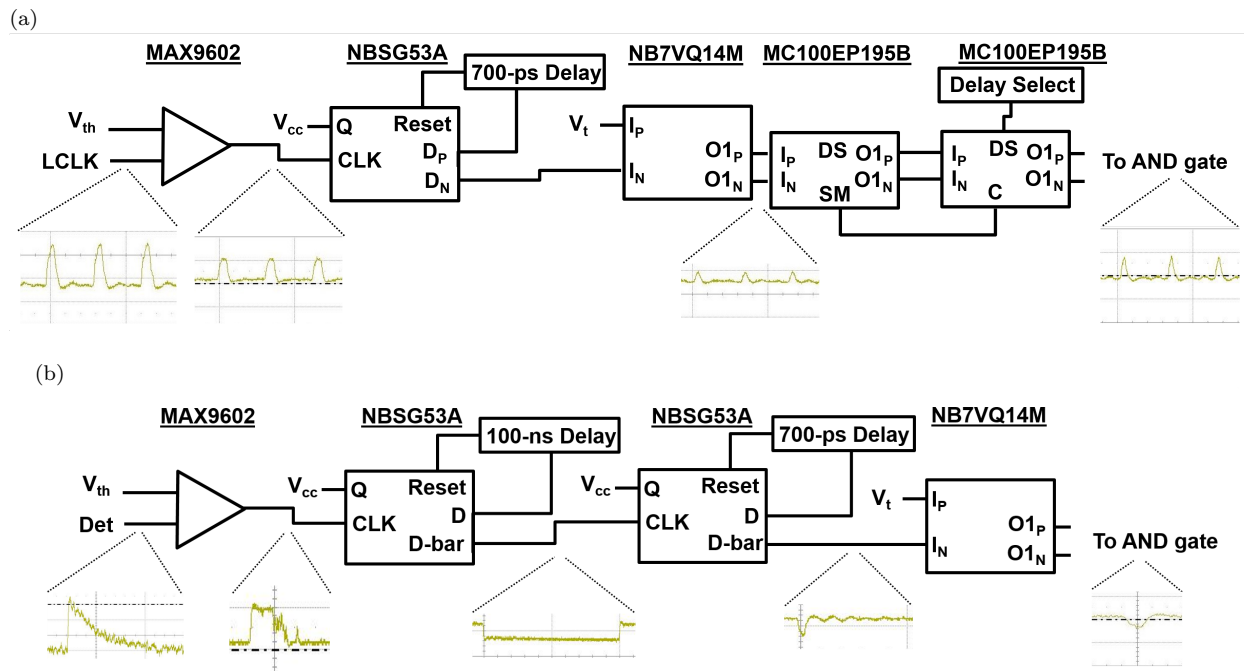 (a)
MAX9602 NBSG53A NB7VQ14M MC100EP195B MC100EP195B
700-ps Delay
Delay Select
Vth
LCLK
Vcc
Q Reset
CLK DP
DN
Vt
IP
IN
O1P
O1N
IP DS O1P
IN O1N
SM
IP DS O1P
IN O1N
C
To AND gate
(b)
MAX9602 NBSG53A NBSG53A NB7VQ14M
100-ns Delay
700-ps Delay
Vth
Det
Vcc
Q Reset
CLK D
D-bar
Vcc
Q Reset
CLK D
D-bar
Vt
IP
IN
O1P
O1N
To AND gate